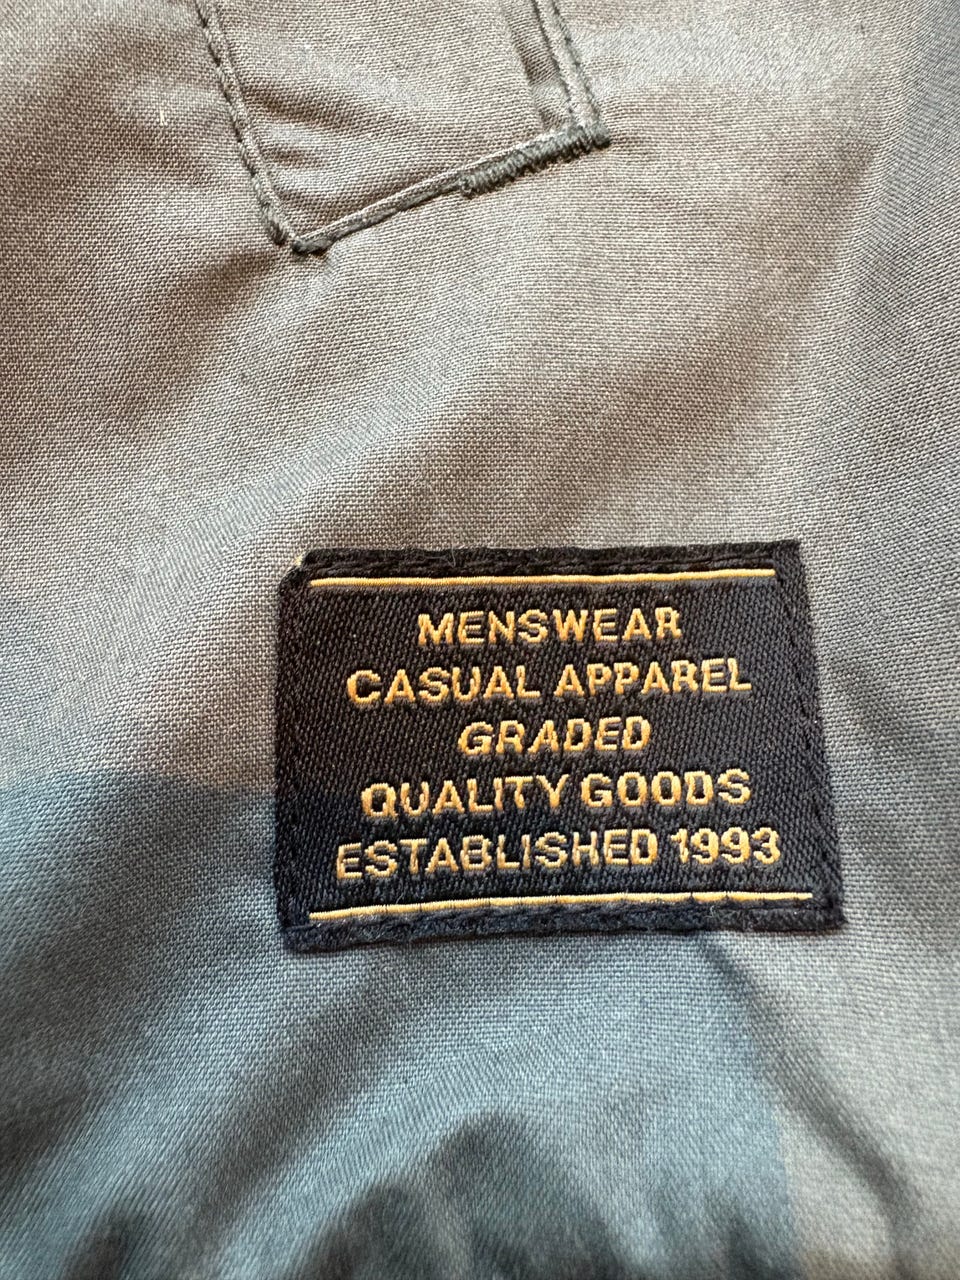 MENSWEAR
CASUAL APPAREL
GRADED
QUALITY GOODS
ESTABLISHED 1993